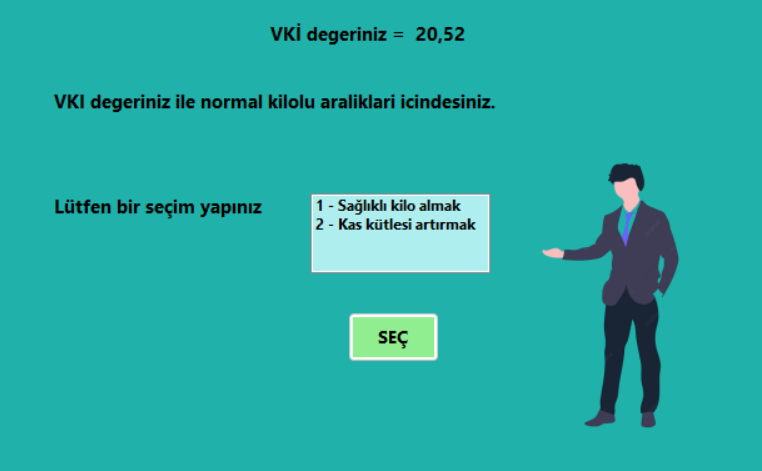 VKİ degeriniz = 20,52
VKI degeriniz ile normal kilolu araliklari icindesiniz.
Lütfen bir seçim yapınız
1 - Sağlıklı kilo almak
2 - Kas kütlesi artırmak
SEÇ